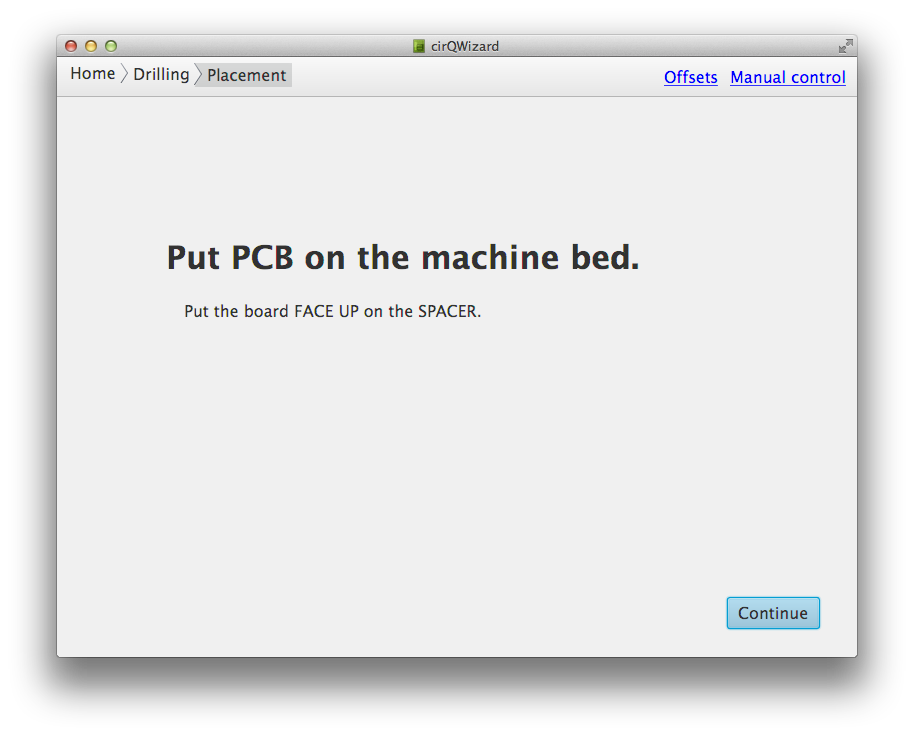 cirQWizard
Home Drilling Placement
Offsets Manual control
Put PCB on the machine bed.
Put the board FACE UP on the SPACER.
Continue